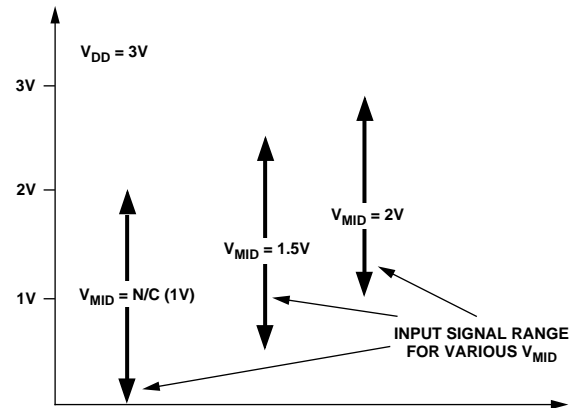 V_DD = 3V
3V
2V
V_MID = 2V
V_MID = 1.5V
V_MID = N/C (1V)
1V
INPUT SIGNAL RANGE
FOR VARIOUS V_MID